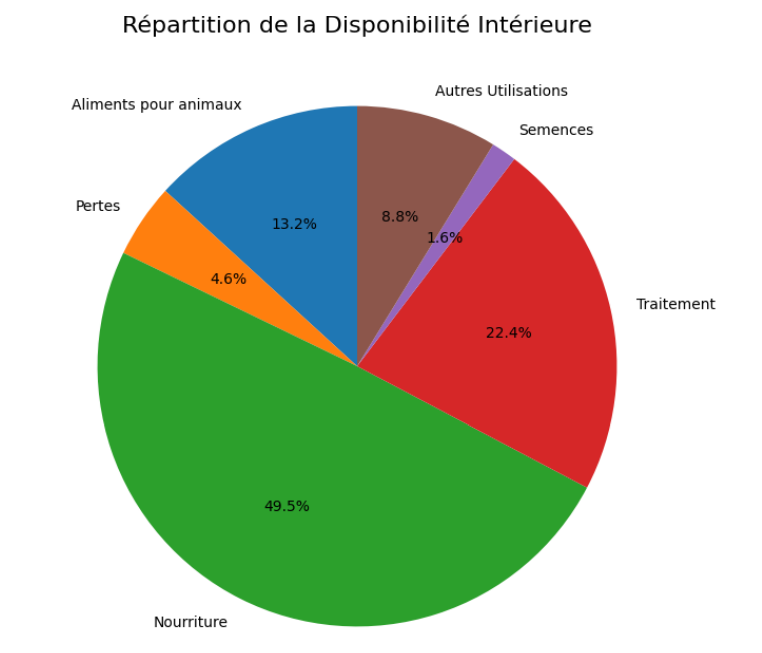 Répartition de la Disponibilité Intérieure
Autres Utilisations
Aliments pour animaux
Semences
Pertes
8.8%
13.2%
1.6%
4.6%
Traitement
22.4%
49.5%
Nourriture